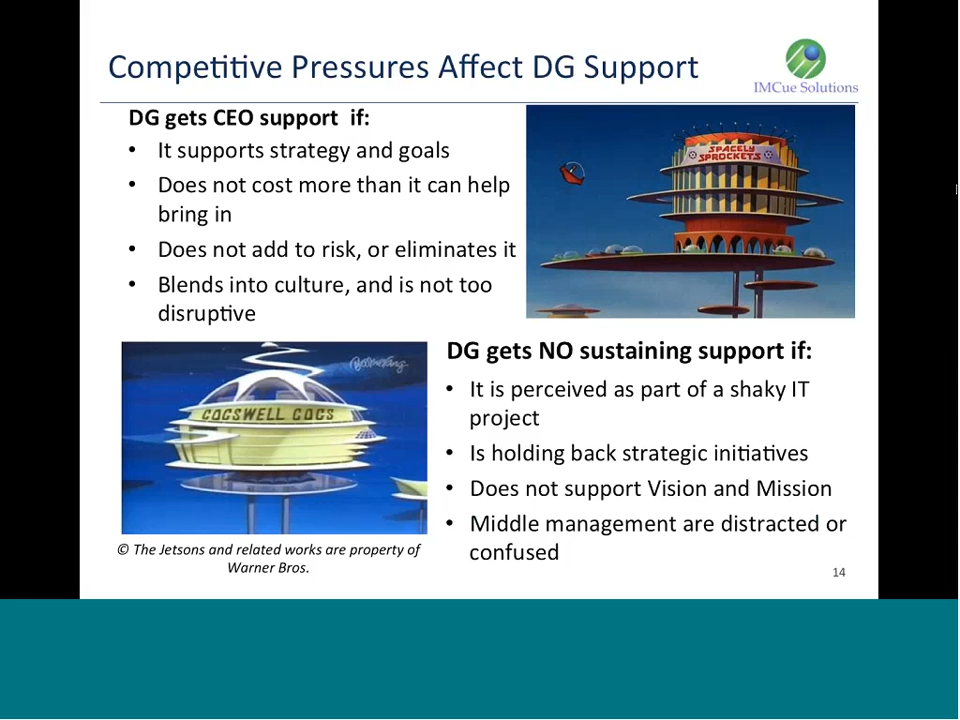 Competitive Pressures Affect DG Support
IMCue Solutions
DG gets CEO support if:
• It supports strategy and goals
• Does not cost more than it can help
bring in
• Does not add to risk, or eliminates it
• Blends into culture, and is not too
disruptive
SPACELY
SPROCKETS
Boomerang
COGSWELL COGS
© The Jetsons and related works are property of
Warner Bros.
DG gets NO sustaining support if:
• It is perceived as part of a shaky IT
project
• Is holding back strategic initiatives
• Does not support Vision and Mission
• Middle management are distracted or
confused
14